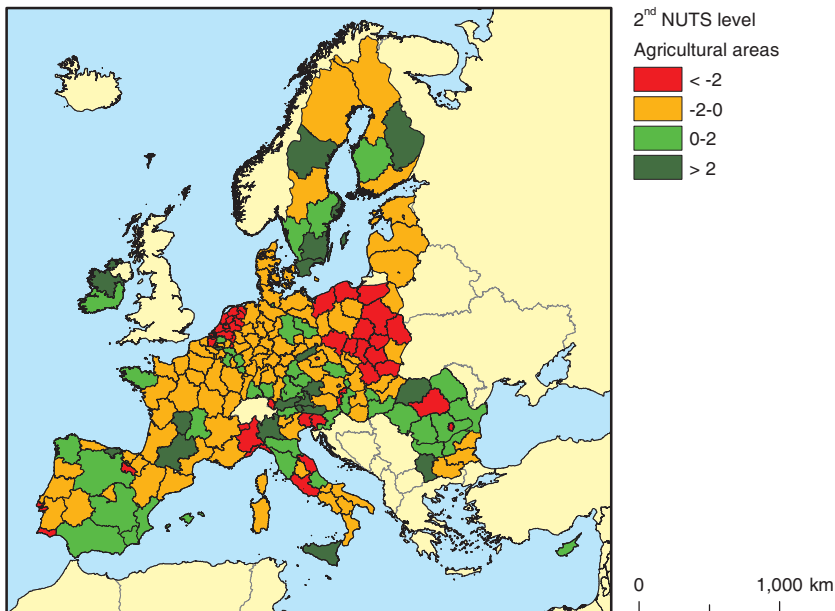 2nd NUTS level
Agricultural areas
< -2
-2-0
0-2
> 2
0 1,000 km